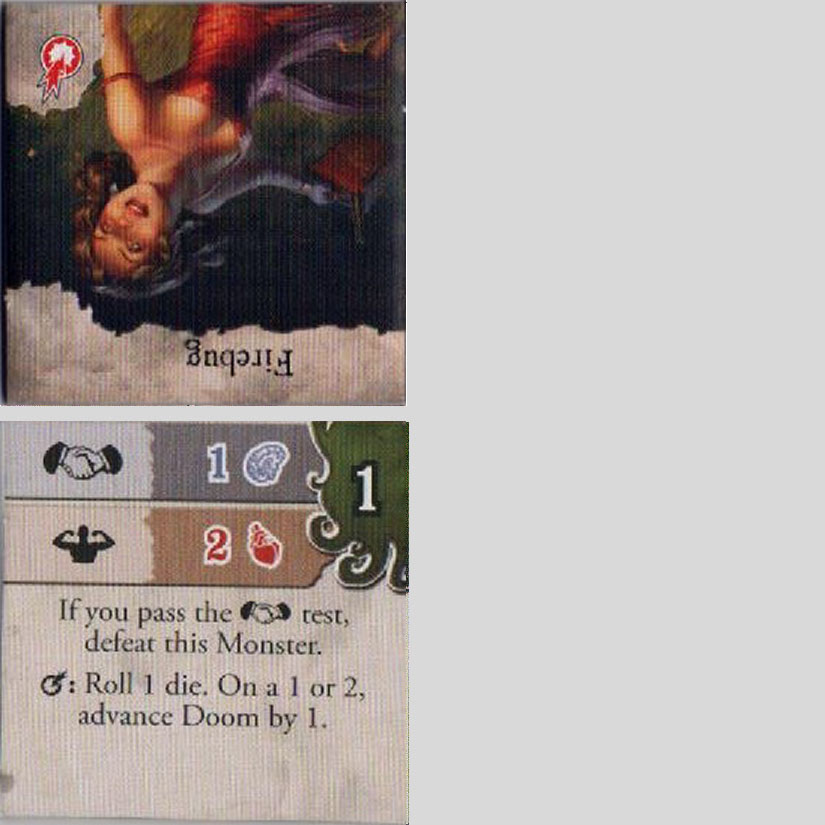 Firebug
1
1
2
If you pass the test,
defeat this Monster.
: Roll 1 die. On a 1 or 2,
advance Doom by 1.